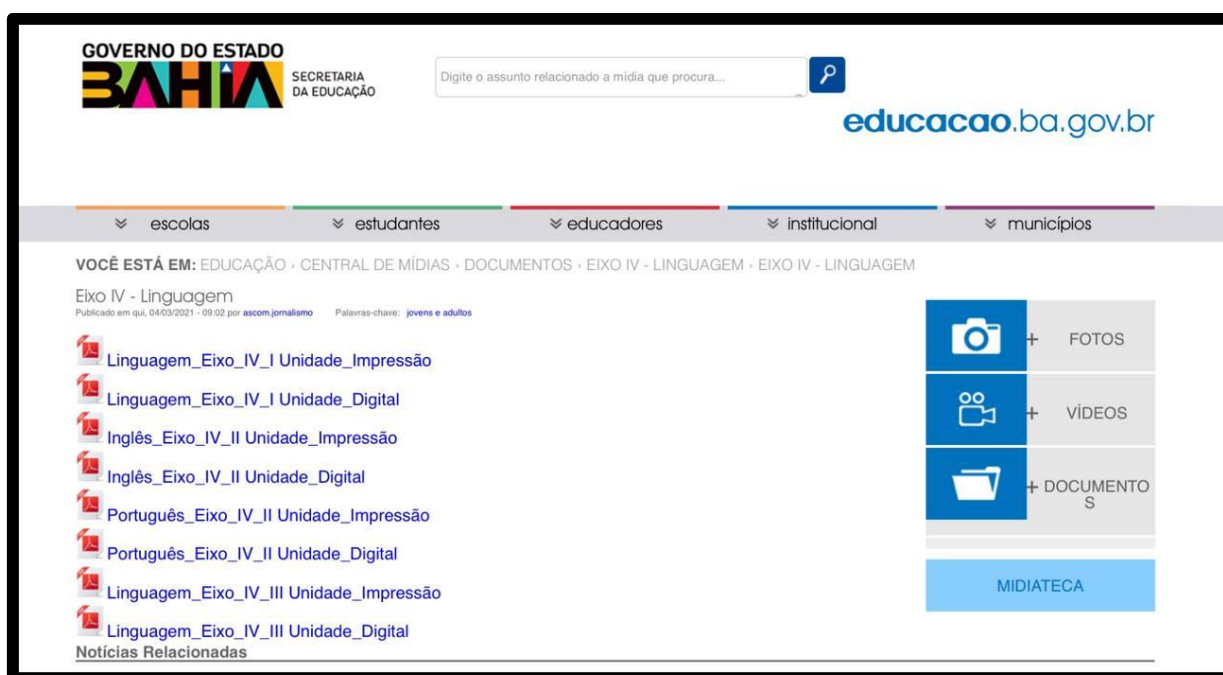 GOVERNO DO ESTADO
BAHIA
SECRETARIA
DA EDUCAÇÃO
Digite o assunto relacionado a midia que procura...
educacao.ba.gov.br
escolas
estudantes
educadores
institucional
municípios
VOCÊ ESTÁ EM: EDUCAÇÃO › CENTRAL DE MÍDIAS › DOCUMENTOS › EIXO IV - LINGUAGEM › EIXO IV - LINGUAGEM
Eixo IV - Linguagem
Publicado em qui, 04/03/2021 - 09:02 por ascom.jornalismo Palavras-chave: jovens e adultos
Linguagem_Eixo_IV_I Unidade_Impressão
Linguagem_Eixo_IV_I Unidade_Digital
Inglês_Eixo_IV_II Unidade_Impressão
Inglês_Eixo_IV_II Unidade_Digital
Português_Eixo_IV_II Unidade_Impressão
Português_Eixo_IV_II Unidade_Digital
Linguagem_Eixo_IV_III Unidade_Impressão
Linguagem_Eixo_IV_III Unidade_Digital
Notícias Relacionadas
+ FOTOS
+ VÍDEOS
+ DOCUMENTO
S
MIDIATECA